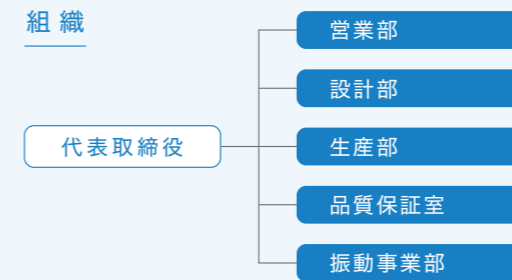 組織
営業部
設計部
代表取締役
生産部
品質保証室
振動事業部